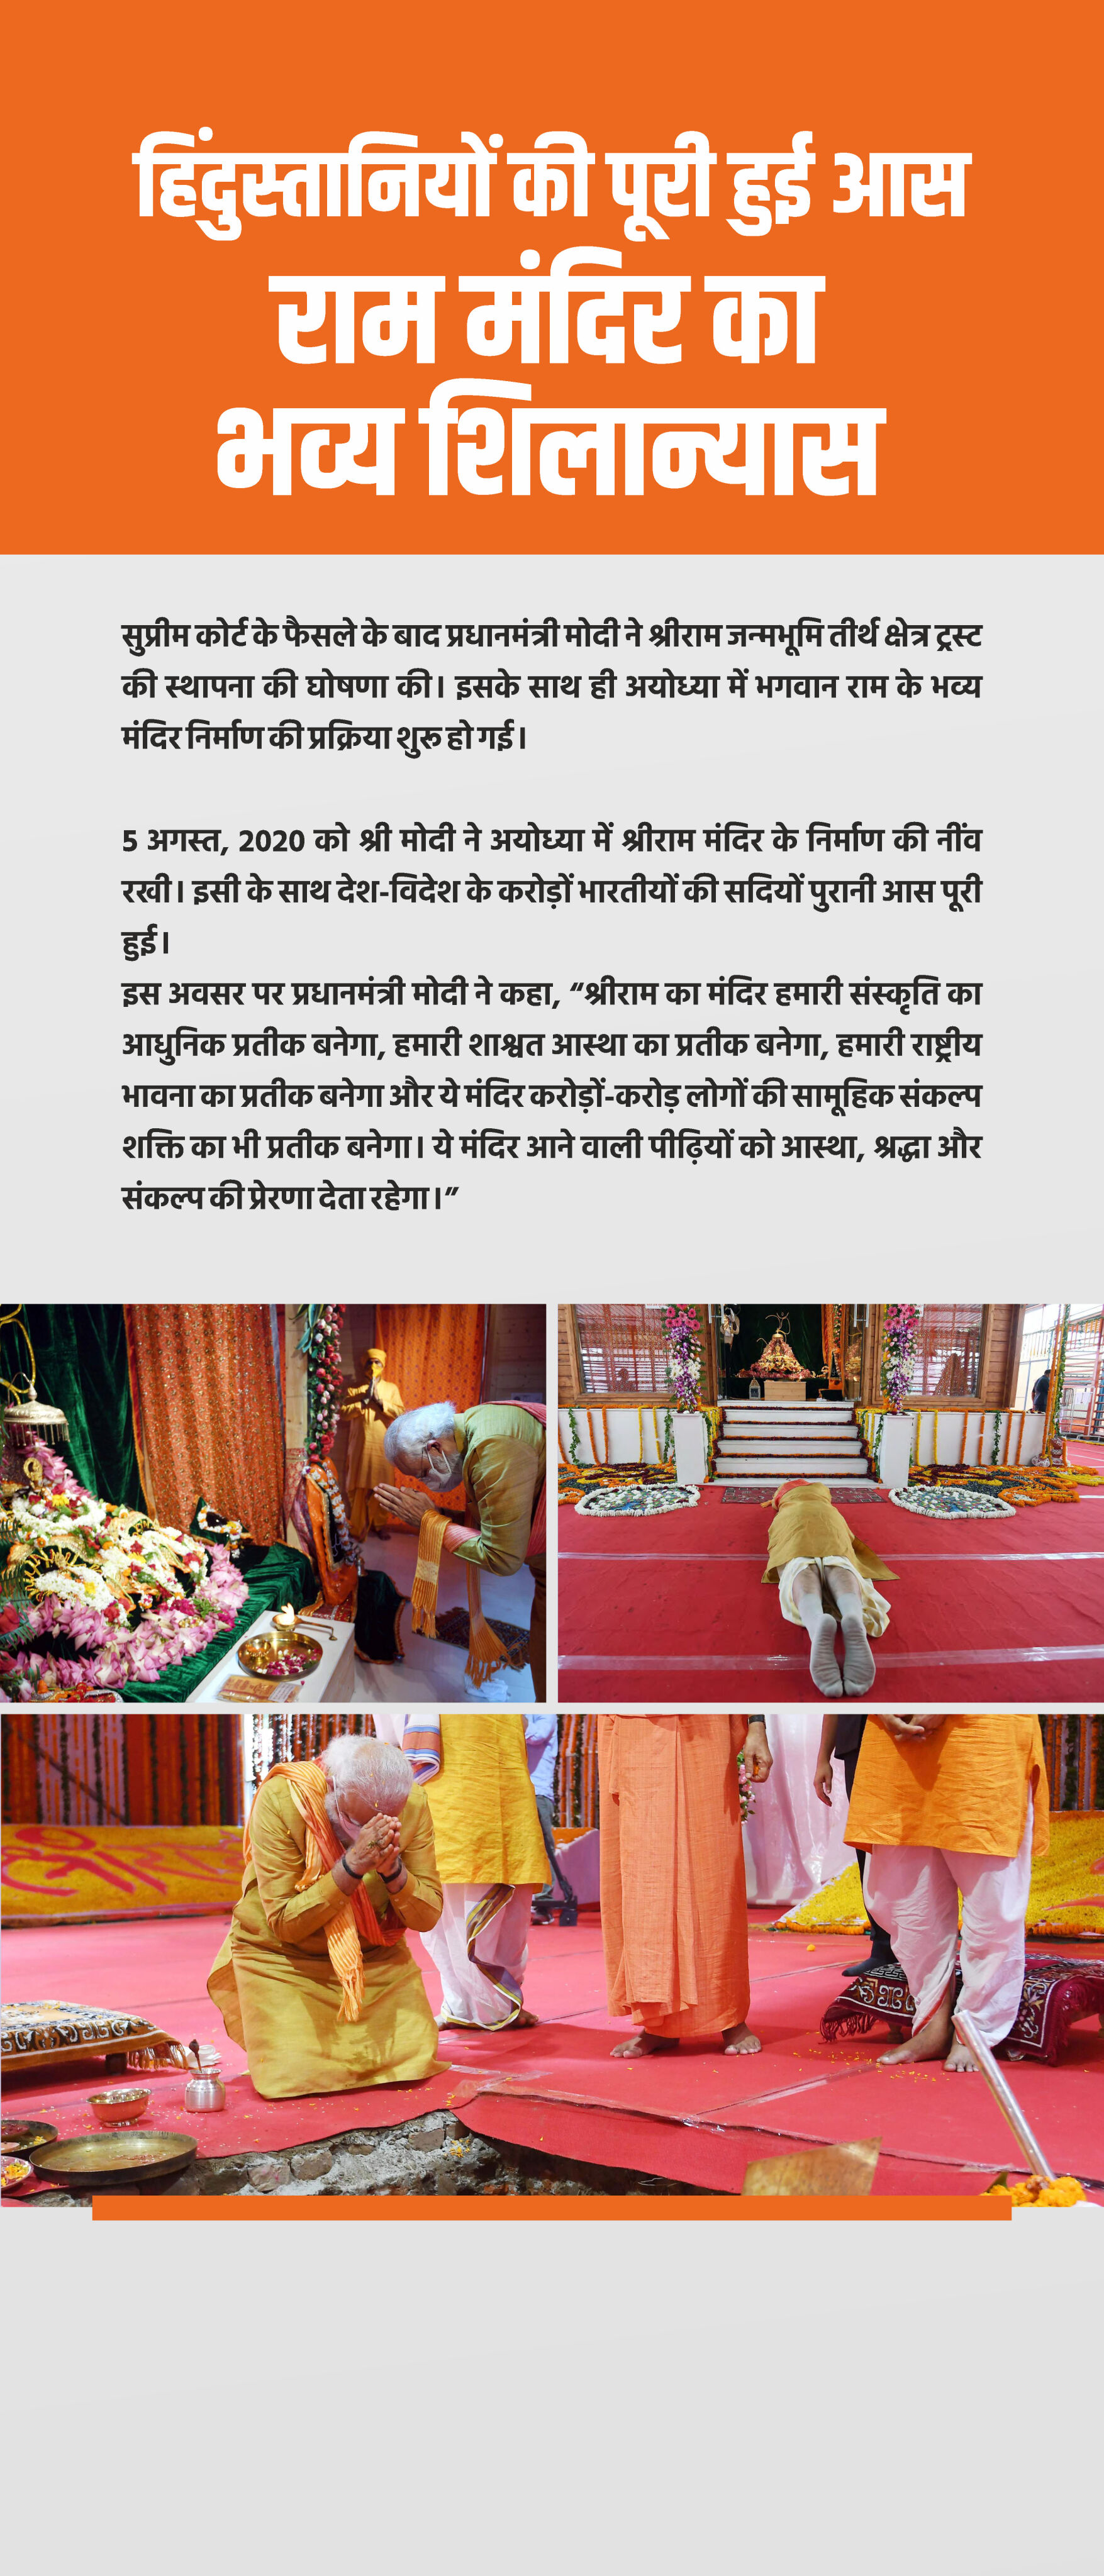 हिंदुस्तानियों की पूरी हुई आस
राम मंदिर का
भव्य शिलान्यास
सुप्रीम कोर्ट के फैसले के बाद प्रधानमंत्री मोदी ने श्रीराम जन्मभूमि तीर्थ क्षेत्र ट्रस्ट
की स्थापना की घोषणा की। इसके साथ ही अयोध्या में भगवान राम के भव्य
मंदिर निर्माण की प्रक्रिया शुरू हो गई।
5 अगस्त, 2020 को श्री मोदी ने अयोध्या में श्रीराम मंदिर के निर्माण की नींव
रखी। इसी के साथ देश-विदेश के करोड़ों भारतीयों की सदियों पुरानी आस पूरी
हुई।
इस अवसर पर प्रधानमंत्री मोदी ने कहा, “श्रीराम का मंदिर हमारी संस्कृति का
आधुनिक प्रतीक बनेगा, हमारी शाश्वत आस्था का प्रतीक बनेगा, हमारी राष्ट्रीय
भावना का प्रतीक बनेगा और ये मंदिर करोड़ों-करोड़ लोगों की सामूहिक संकल्प
शक्ति का भी प्रतीक बनेगा। ये मंदिर आने वाली पीढ़ियों को आस्था, श्रद्धा और
संकल्प की प्रेरणा देता रहेगा।”